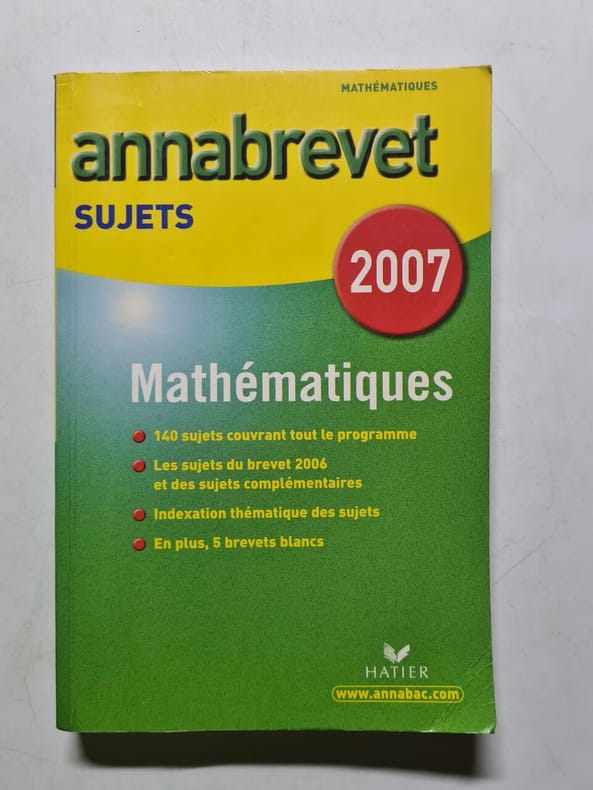 MATHÉMATIQUES
annabrevet
SUJETS
2007
Mathématiques
140 sujets couvrant tout le programme
Les sujets du brevet 2006
et des sujets complémentaires
Indexation thématique des sujets
En plus, 5 brevets blancs
HATIER
www.annabac.com